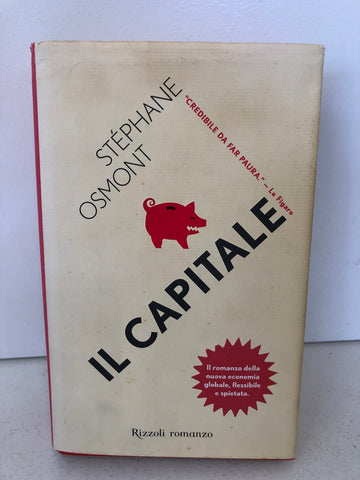 STÉPHANE
OSMONT
"CREDIBILE DA FAR PAURA." – Le Figaro
IL CAPITALE
Il romanzo della
nuova economia
globale, flessibile
e spietata.
Rizzoli romanzo